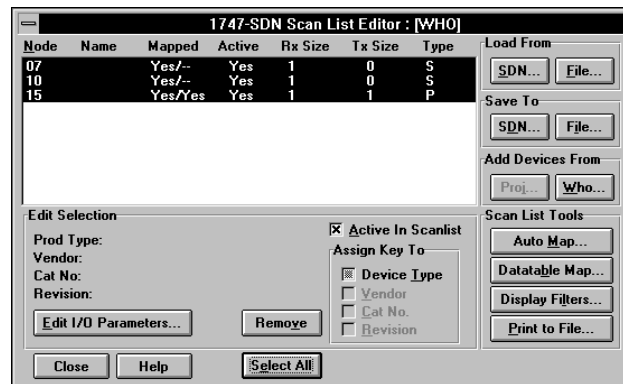 1747-SDN Scan List Editor : [WHO]
Node Name Mapped Active Rx Size Tx Size Type
07 Yes/-- Yes 1 0 S
10 Yes/-- Yes 1 0 S
15 Yes/Yes Yes 1 1 P
Load From
SDN... File...
Save To
SDN... File...
Add Devices From
Proj... Who...
Edit Selection
Prod Type:
Vendor:
Cat No:
Revision:
Edit I/O Parameters... Remove
Active In Scanlist
Assign Key To
Device Type
Vendor
Cat No.
Revision
Scan List Tools
Auto Map...
Datatable Map...
Display Filters...
Print to File...
Close Help Select All